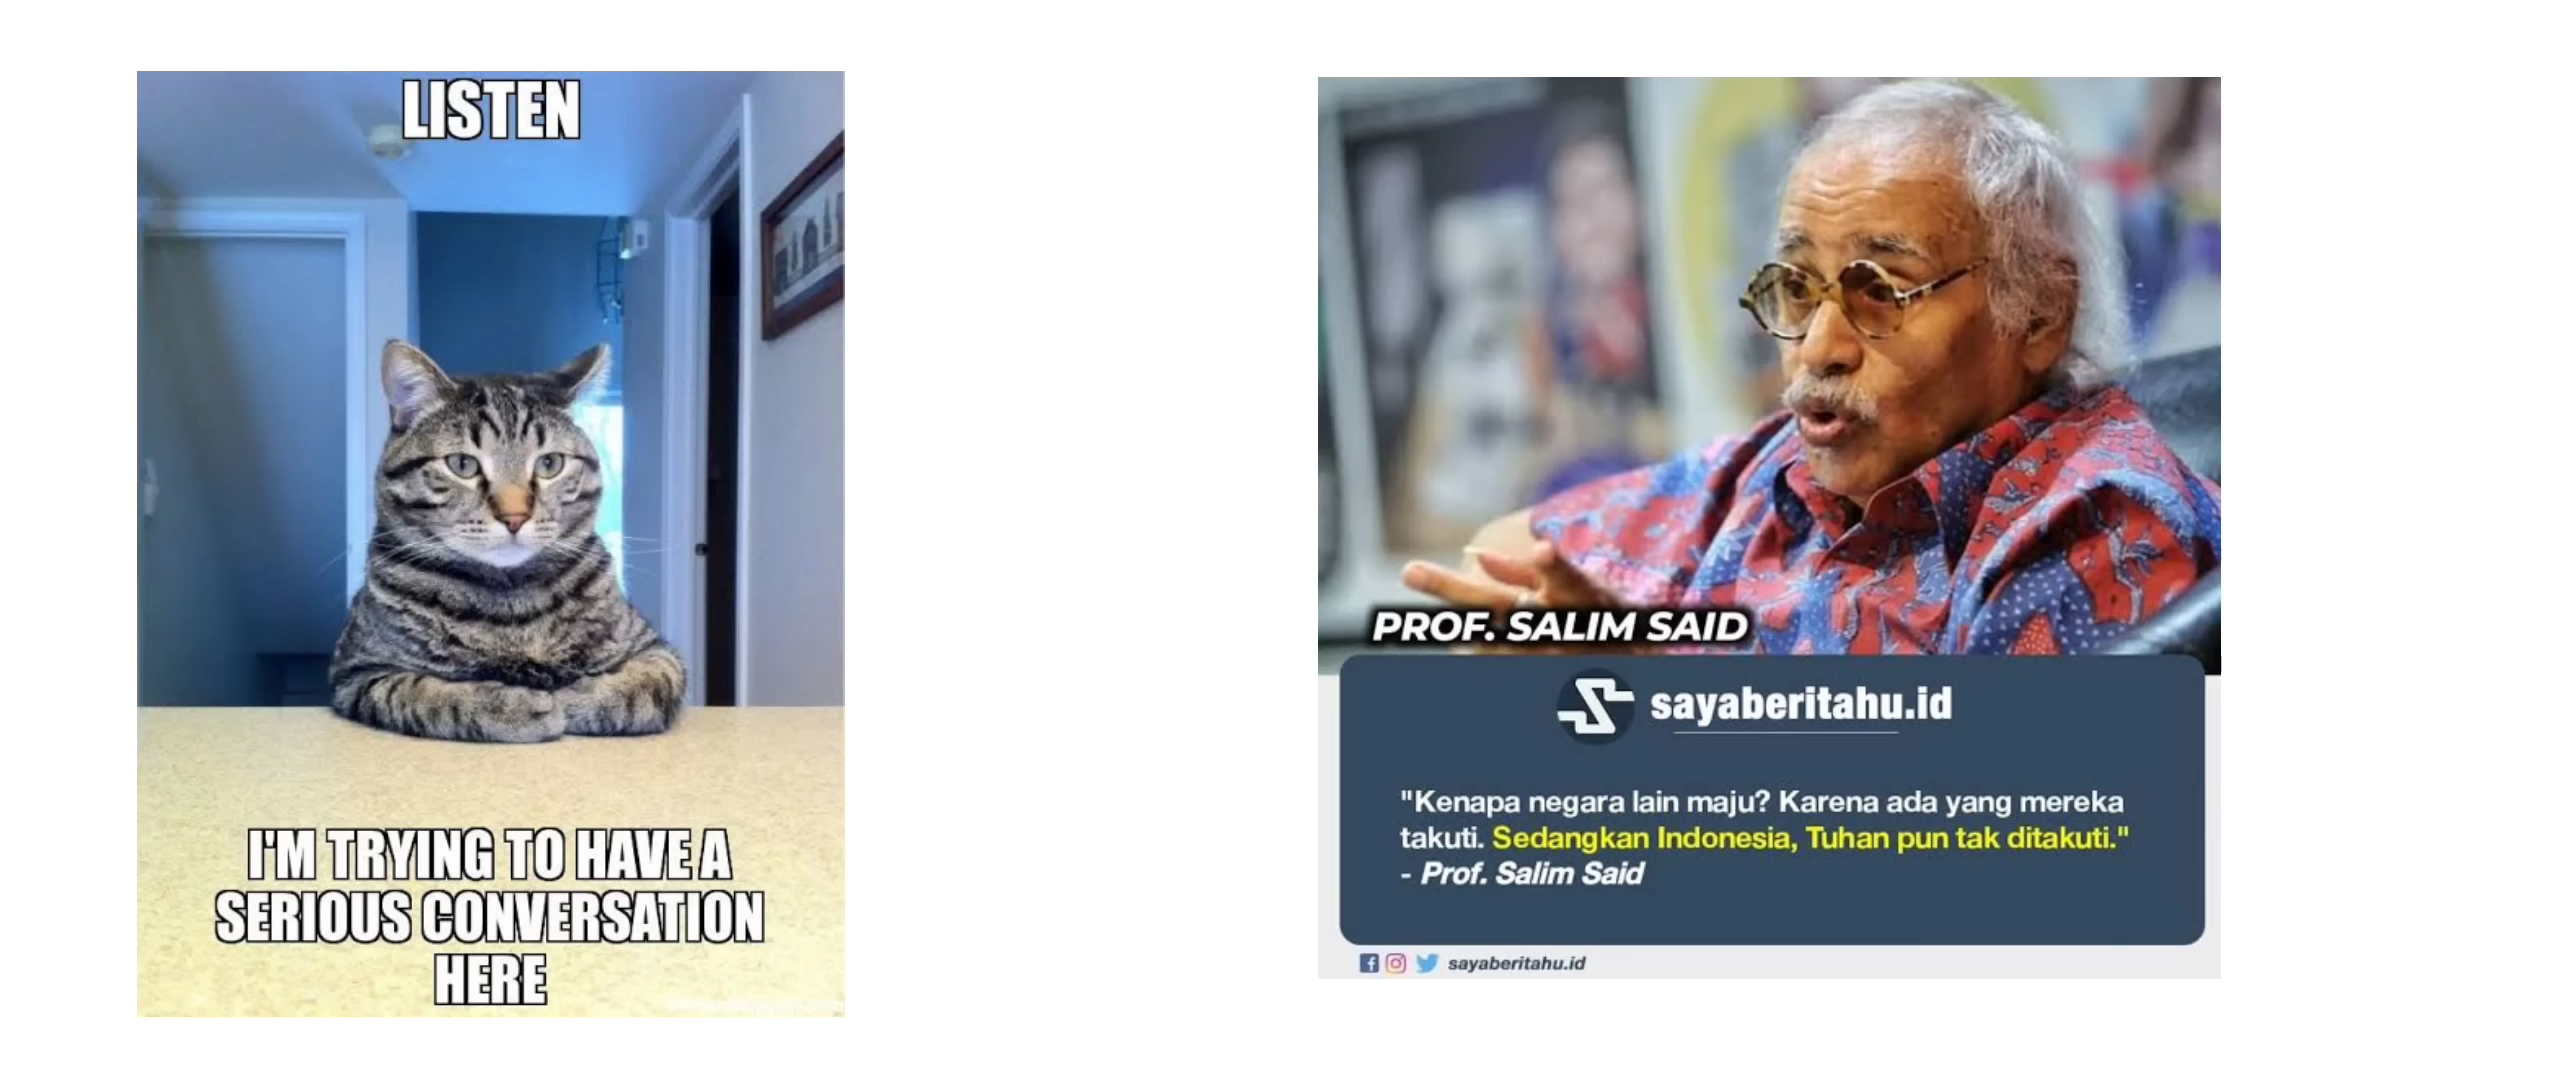 LISTEN
I'M TRYING TO HAVE A
SERIOUS CONVERSATION
HERE
PROF. SALIM SAID
sayaberitahu.id
"Kenapa negara lain maju? Karena ada yang mereka
takuti. Sedangkan Indonesia, Tuhan pun tak ditakuti."
- Prof. Salim Said
sayaberitahu.id